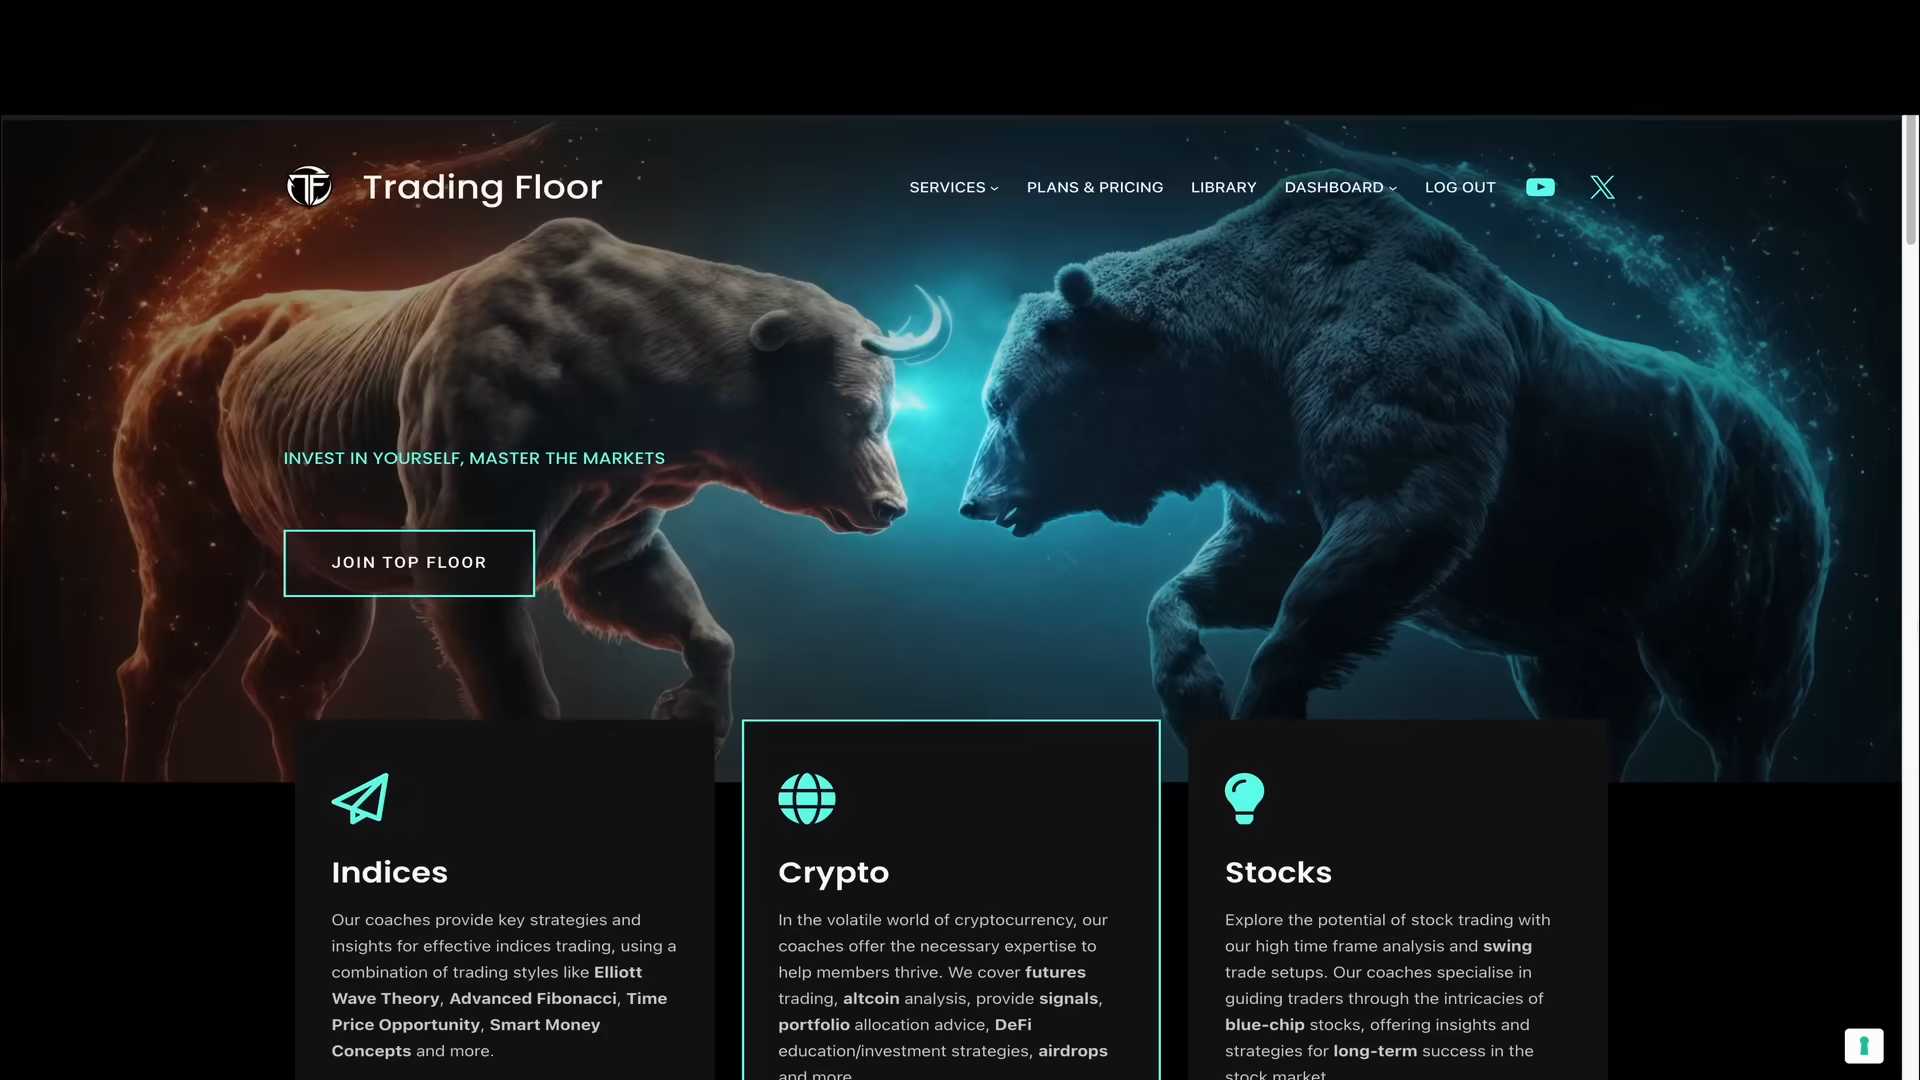 TF
Trading Floor
SERVICES
PLANS & PRICING
LIBRARY
DASHBOARD
LOG OUT
INVEST IN YOURSELF, MASTER THE MARKETS
JOIN TOP FLOOR
Indices
Our coaches provide key strategies and
insights for effective indices trading, using a
combination of trading styles like Elliott
Wave Theory, Advanced Fibonacci, Time
Price Opportunity, Smart Money
Concepts and more.
Crypto
In the volatile world of cryptocurrency, our
coaches offer the necessary expertise to
help members thrive. We cover futures
trading, altcoin analysis, provide signals,
portfolio allocation advice, DeFi
education/investment strategies, airdrops
and more.
Stocks
Explore the potential of stock trading with
our high time frame analysis and swing
trade setups. Our coaches specialise in
guiding traders through the intricacies of
blue-chip stocks, offering insights and
strategies for long-term success in the
stock market.